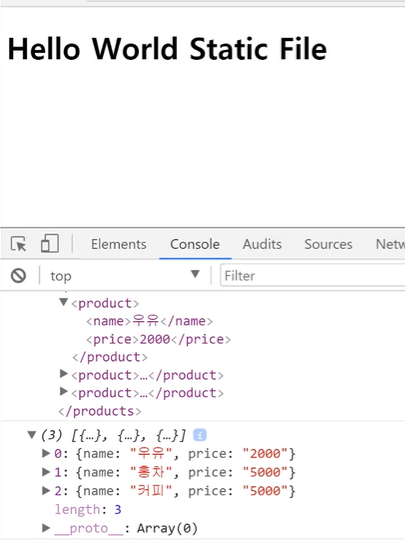 Hello World Static File
Elements Console Audits Sources Netw
top Filter
▼<product>
<name>우유</name>
<price>2000</price>
</product>
▶<product>…</product>
▶<product>…</product>
</products>
▼(3) [{…}, {…}, {…}] i
▶0: {name: "우유", price: "2000"}
▶1: {name: "홍차", price: "5000"}
▶2: {name: "커피", price: "5000"}
length: 3
▶__proto__: Array(0)